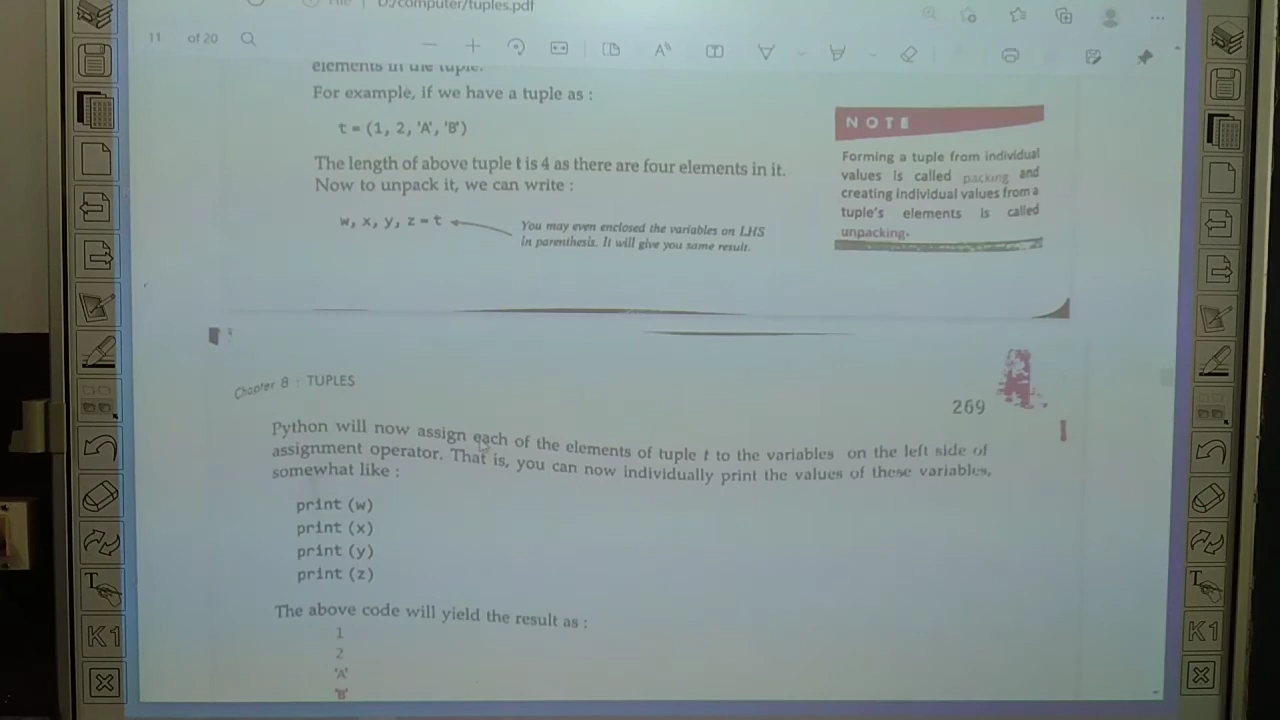 File D:/computer/tuples.pdf
11 of 20
elements in the tuple.
For example, if we have a tuple as :
t = (1, 2, 'A', 'B')
The length of above tuple t is 4 as there are four elements in it.
Now to unpack it, we can write :
w, x, y, z = t
You may even enclosed the variables on LHS
in parenthesis. It will give you same result.
NOTE
Forming a tuple from individual
values is called packing and
creating individual values from a
tuple's elements is called
unpacking.
Chapter 8 : TUPLES
269
Python will now assign each of the elements of tuple t to the variables on the left side of
assignment operator. That is, you can now individually print the values of these variables,
somewhat like :
print (w)
print (x)
print (y)
print (z)
The above code will yield the result as :
1
2
'A'
'B'
K1
K1